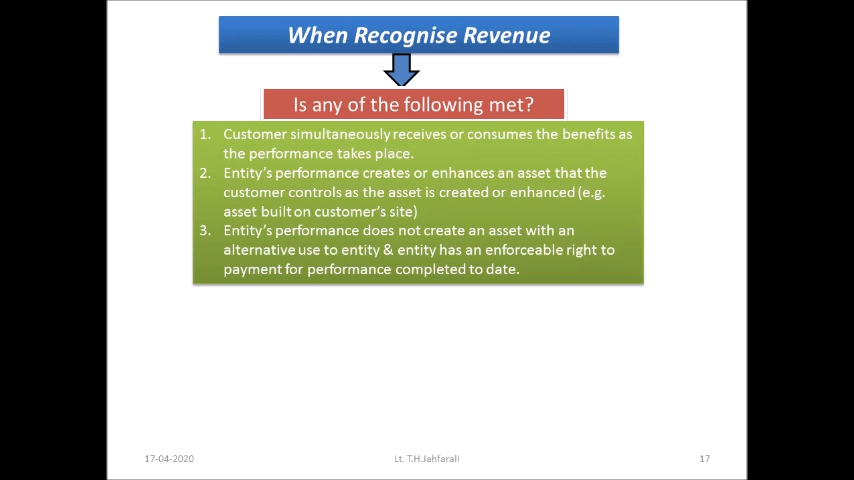 When Recognise Revenue
Is any of the following met?
1. Customer simultaneously receives or consumes the benefits as
the performance takes place.
2. Entity's performance creates or enhances an asset that the
customer controls as the asset is created or enhanced (e.g.
asset built on customer's site)
3. Entity's performance does not create an asset with an
alternative use to entity & entity has an enforceable right to
payment for performance completed to date.
17-04-2020
Lt. T.H.Jahfarali
17